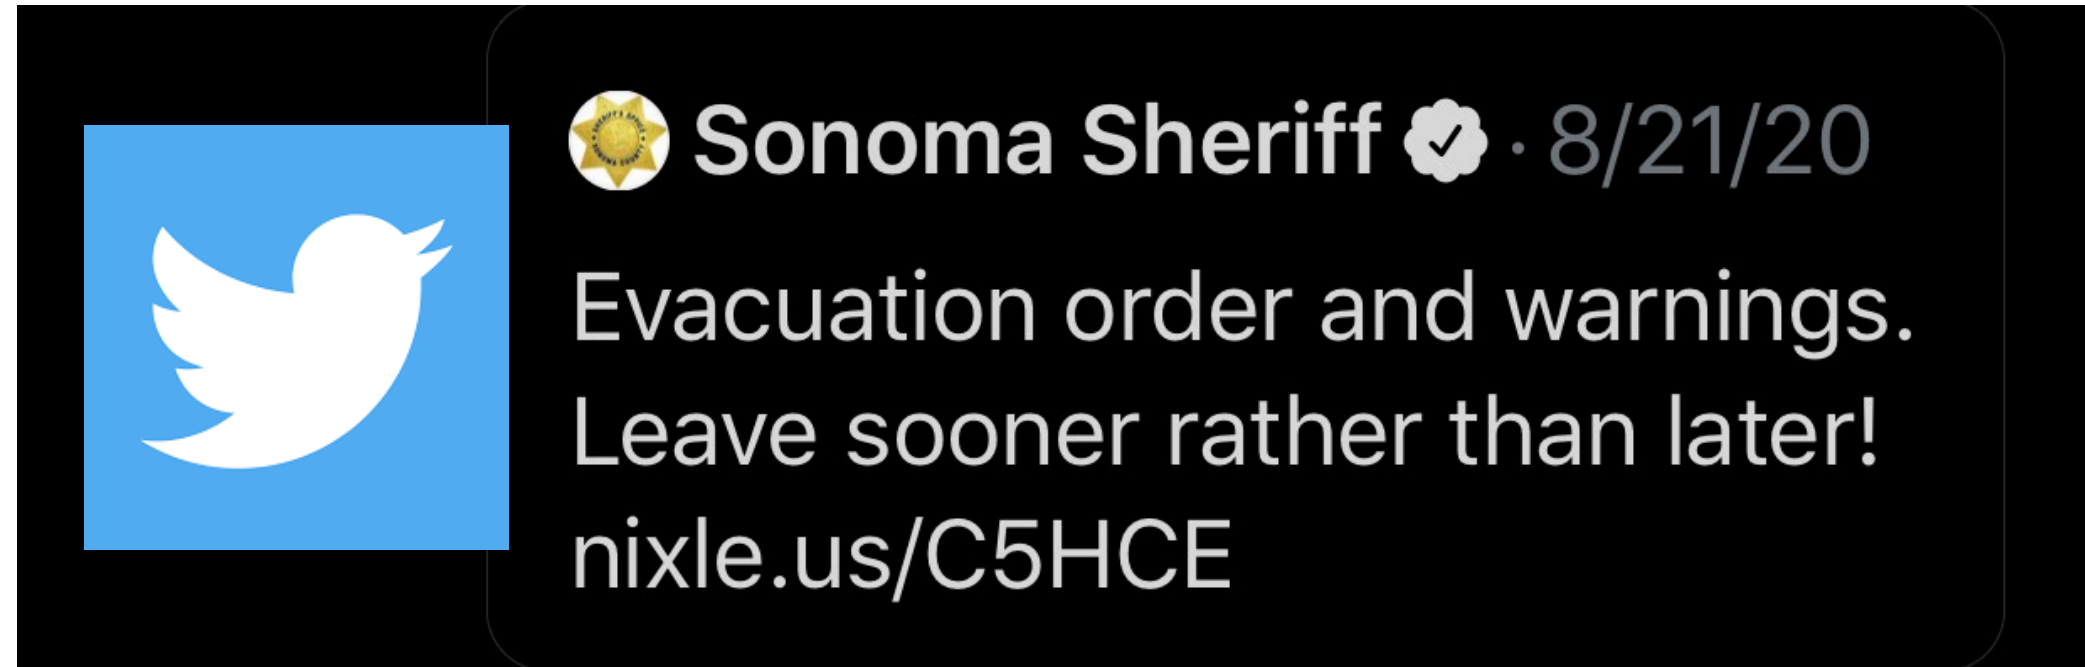 Sonoma Sheriff · 8/21/20
Evacuation order and warnings.
Leave sooner rather than later!
nixle.us/C5HCE